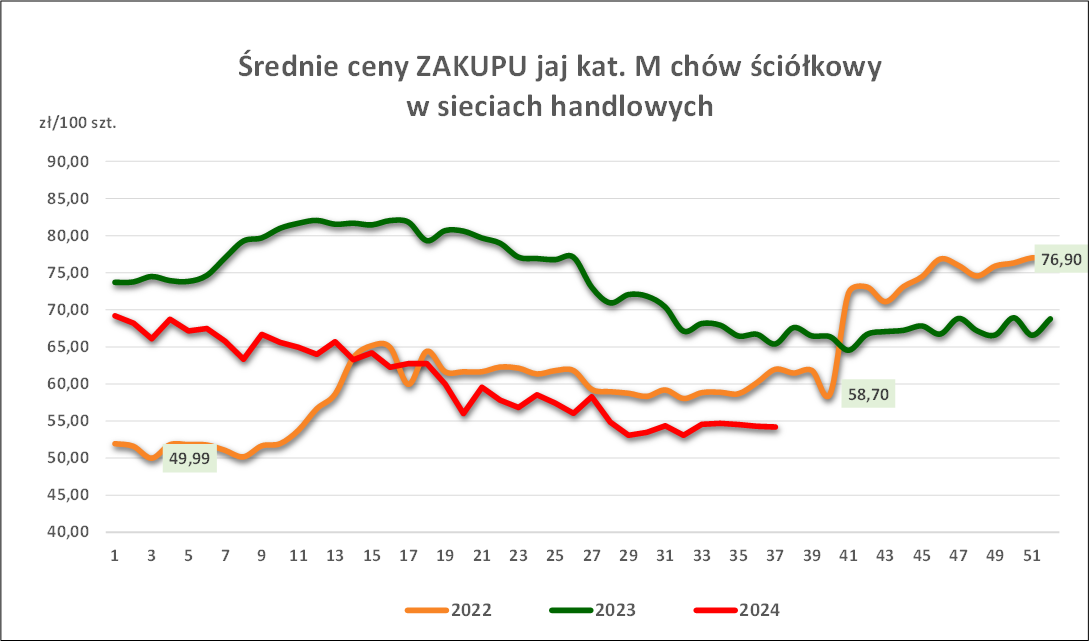 Średnie ceny ZAKUPU jaj kat. M chów ściółkowy
w sieciach handlowych
zł/100 szt.
90,00
85,00
80,00
75,00
70,00
65,00
60,00
55,00
50,00
45,00
40,00
76,90
58,70
49,99
1 3 5 7 9 11 13 15 17 19 21 23 25 27 29 31 33 35 37 39 41 43 45 47 49 51
2022 2023 2024